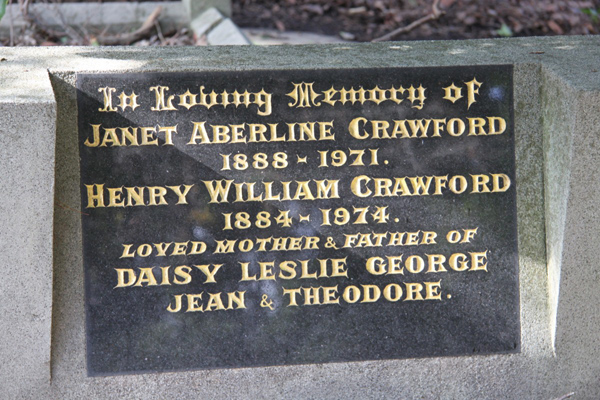 In Loving Memory of
JANET ABERLINE CRAWFORD
1888 - 1971.
HENRY WILLIAM CRAWFORD
1884 - 1974.
LOVED MOTHER & FATHER OF
DAISY LESLIE GEORGE
JEAN & THEODORE.